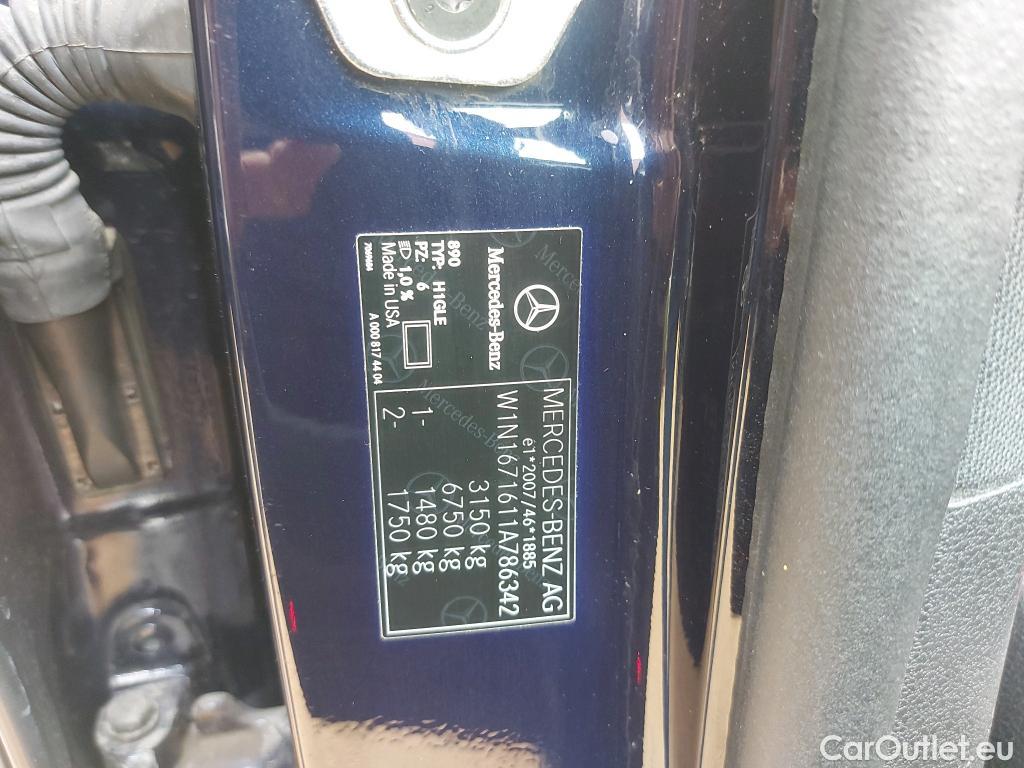 Mercedes-Benz
890
TYP: H1GLE
PZ: 6
1,0 %
Made in USA
A 000 817 44 04
MERCEDES-BENZ AG
e1*2007/46*1885
W1N1671611A786342
3150 kg
6750 kg
1- 1480 kg
2- 1750 kg
CarOutlet.eu